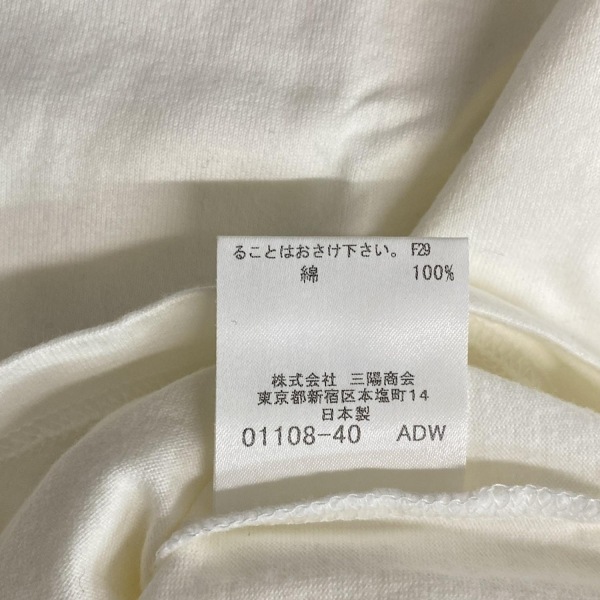 ることはおさけ下さい。 F29
綿 100%
株式会社 三陽商会
東京都新宿区本塩町14
日本製
01108-40 ADW